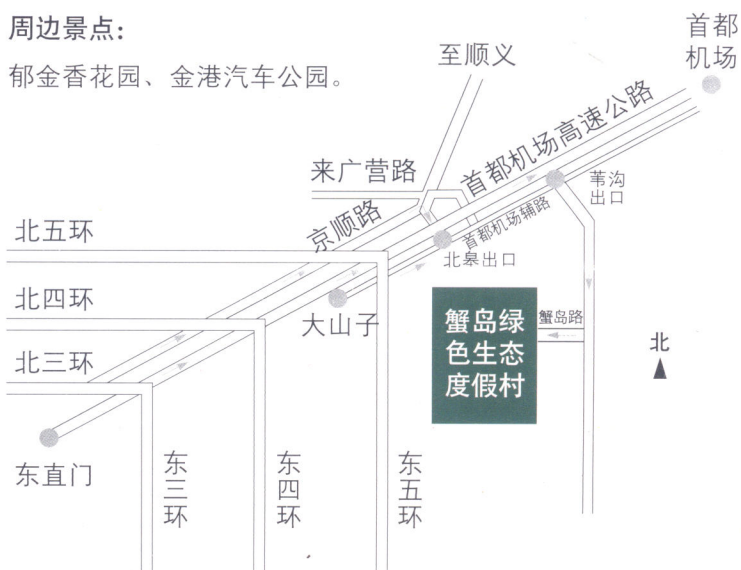 周边景点:
郁金香花园、金港汽车公园。
首都
机场
至顺义
首都机场高速公路
来广营路
苇沟
出口
京顺路
首都机场辅路
北五环
北皋出口
北四环
大山子
蟹岛绿
色生态
度假村
蟹岛路
北
北三环
东直门
东三环
东四环
东五环